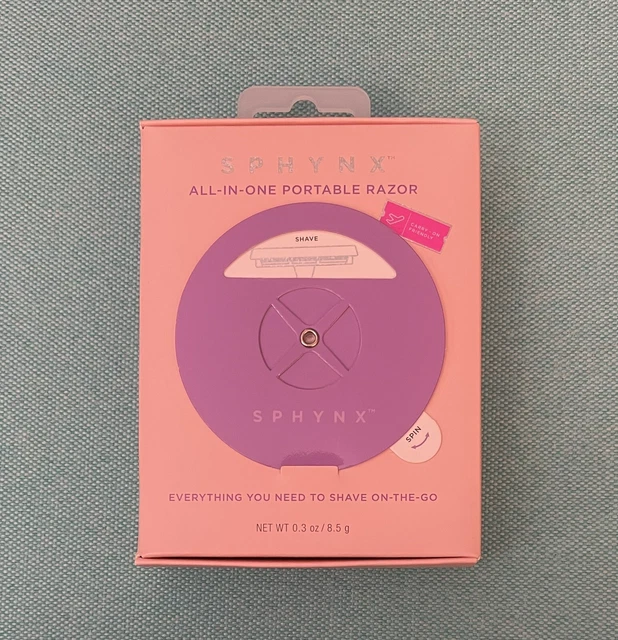 SPHYNX™
ALL-IN-ONE PORTABLE RAZOR
CARRY-ON
FRIENDLY
SHAVE
SPHYNX™
SPIN
EVERYTHING YOU NEED TO SHAVE ON-THE-GO
NET WT 0.3 oz / 8.5 g